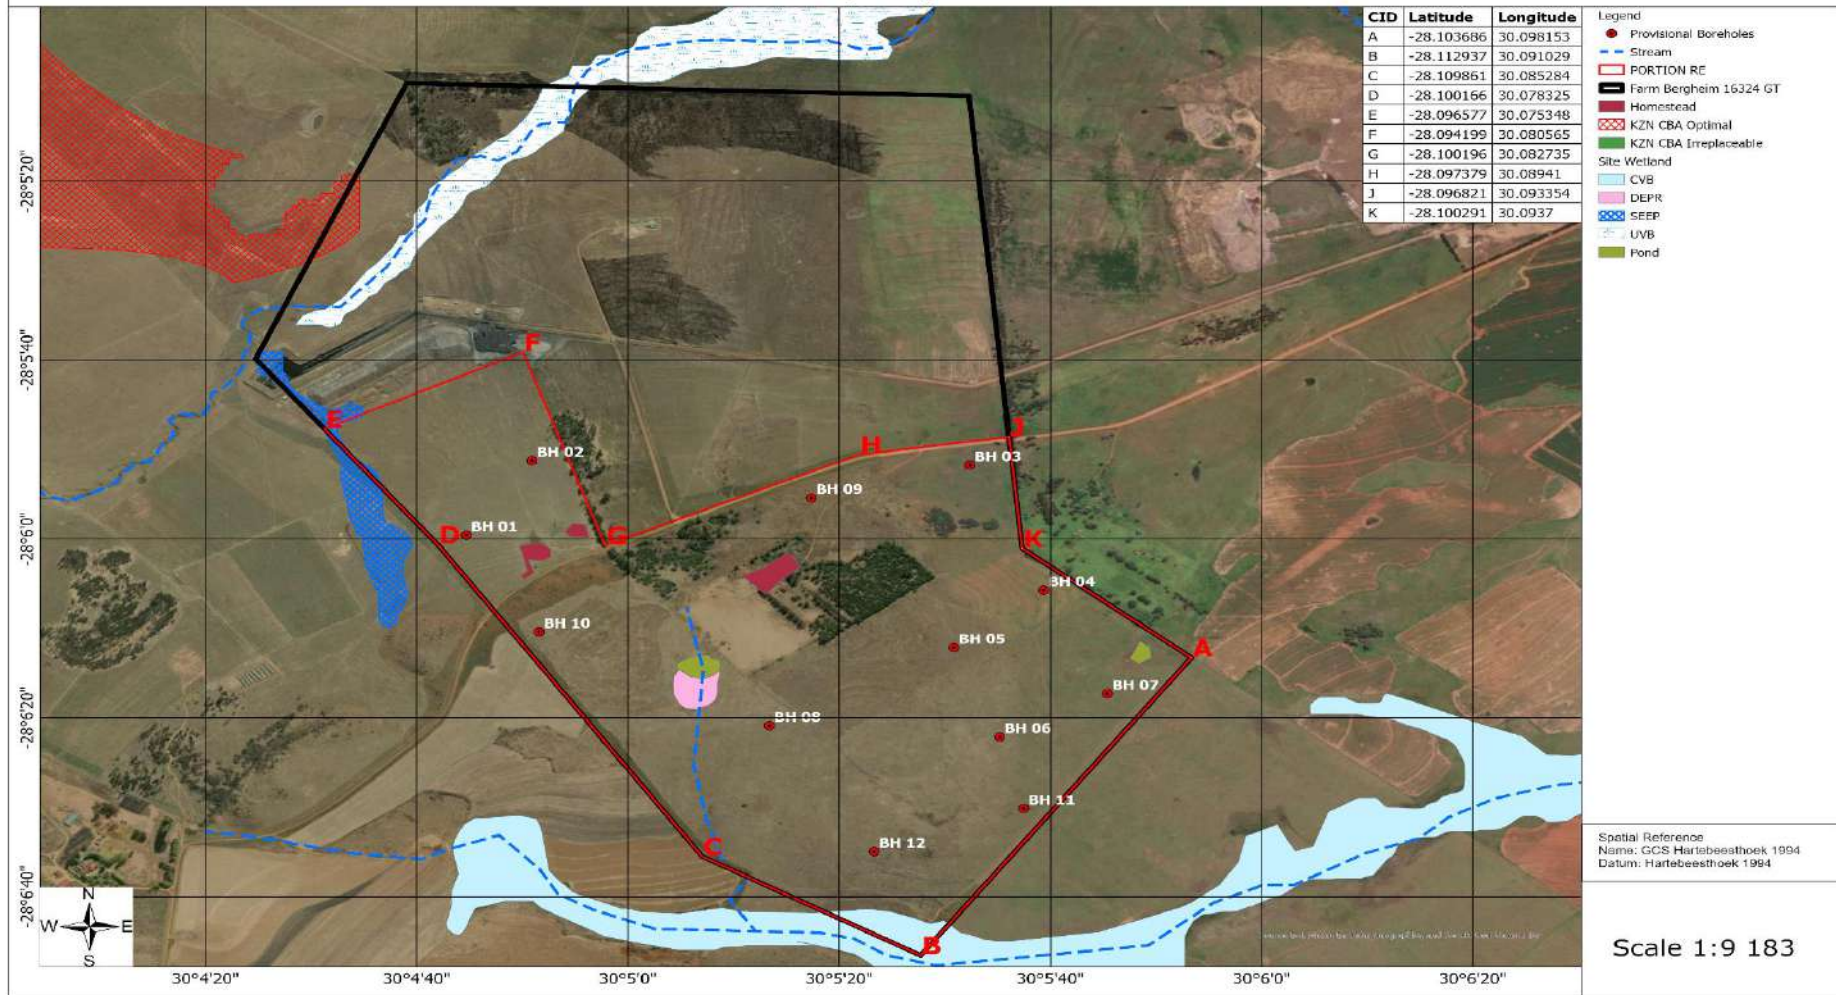 CID Latitude Longitude
A -28.103686 30.098153
B -28.112937 30.091029
C -28.109861 30.085284
D -28.100166 30.078325
E -28.096577 30.075348
F -28.094199 30.080565
G -28.100196 30.082735
H -28.097379 30.08941
J -28.096821 30.093354
K -28.100291 30.0937
Legend
Provisional Boreholes
Stream
PORTION RE
Farm Bergheim 16324 GT
Homestead
KZN CBA Optimal
KZN CBA Irreplaceable
Site Wetland
CVB
DEPR
SEEP
UVB
Pond
-28°5'20"
-28°5'40"
-28°6'0"
-28°6'20"
-28°6'40"
F
E
J
H
BH 02
BH 03
BH 09
D
BH 01
G
K
BH 04
BH 10
BH 05
A
BH 07
BH 08
BH 06
BH 11
C
BH 12
B
N
W E
S
30°4'20" 30°4'40" 30°5'0" 30°5'20" 30°5'40" 30°6'0" 30°6'20"
Spatial Reference
Name: GCS Hartebeesthoek 1994
Datum: Hartebeesthoek 1994
Scale 1:9 183